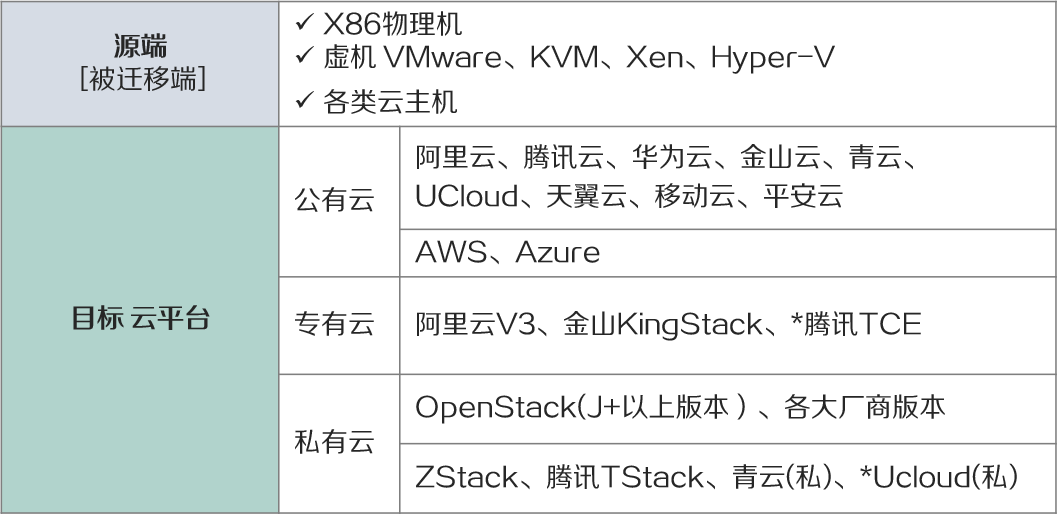 源端
[被迁移端]
✓ X86物理机
✓ 虚机 VMware、KVM、Xen、Hyper-V
✓ 各类云主机
目标 云平台
公有云
阿里云、腾讯云、华为云、金山云、青云、
UCloud、天翼云、移动云、平安云
AWS、Azure
专有云
阿里云V3、金山KingStack、*腾讯TCE
私有云
OpenStack(J+以上版本 ) 、各大厂商版本
ZStack、腾讯TStack、青云(私)、*Ucloud(私)